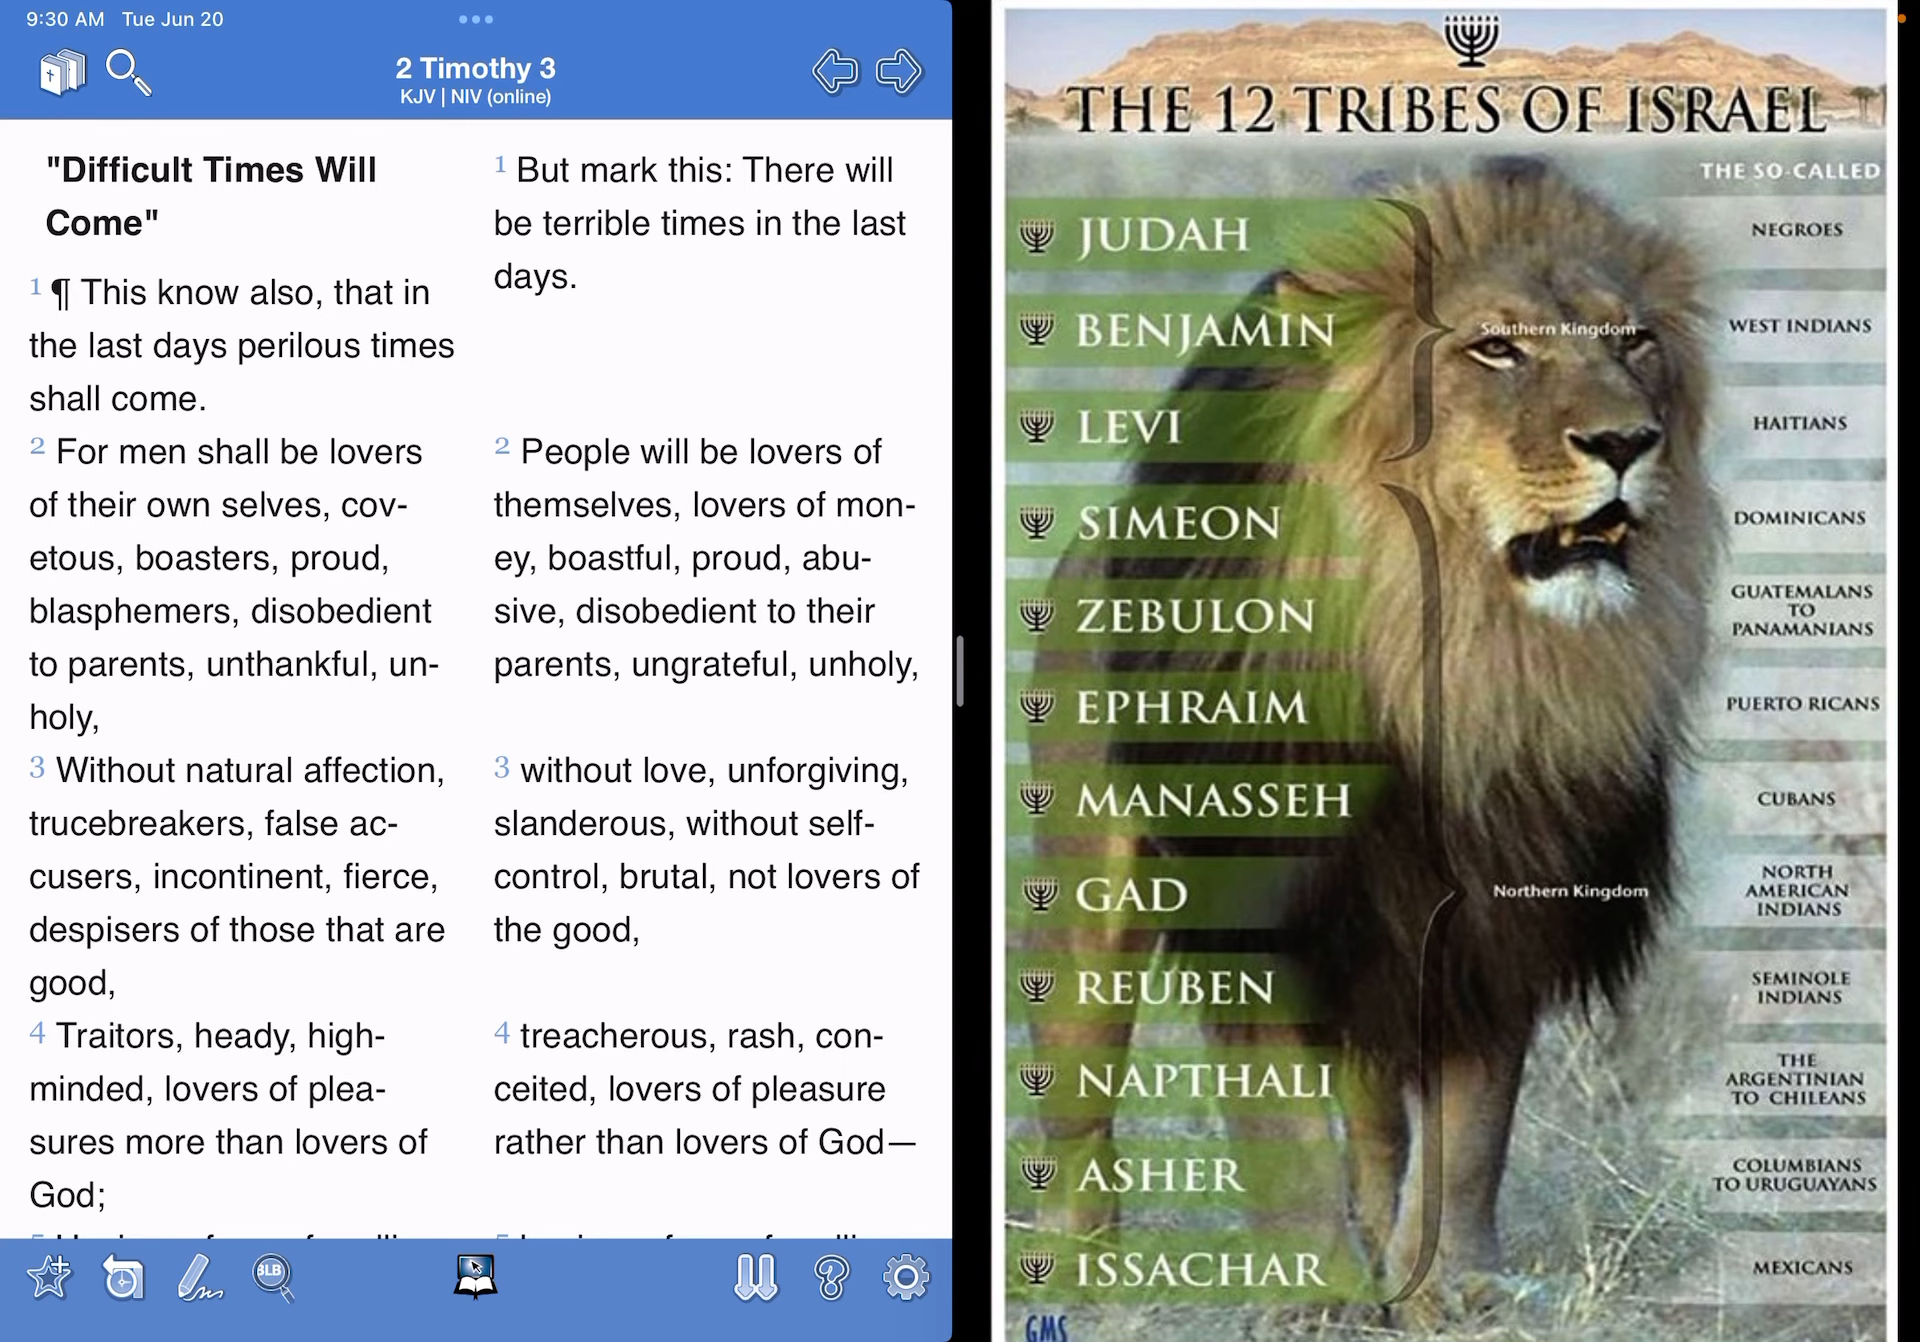 9:30 AM Tue Jun 20
2 Timothy 3
KJV | NIV (online)
"Difficult Times Will
Come"
1 ¶ This know also, that in
the last days perilous times
shall come.
2 For men shall be lovers
of their own selves, cov-
etous, boasters, proud,
blasphemers, disobedient
to parents, unthankful, un-
holy,
3 Without natural affection,
trucebreakers, false ac-
cusers, incontinent, fierce,
despisers of those that are
good,
4 Traitors, heady, high-
minded, lovers of plea-
sures more than lovers of
God;
1 But mark this: There will
be terrible times in the last
days.
2 People will be lovers of
themselves, lovers of mon-
ey, boastful, proud, abu-
sive, disobedient to their
parents, ungrateful, unholy,
3 without love, unforgiving,
slanderous, without self-
control, brutal, not lovers of
the good,
4 treacherous, rash, con-
ceited, lovers of pleasure
rather than lovers of God—
BLB
THE 12 TRIBES OF ISRAEL
THE SO-CALLED
JUDAH
NEGROES
BENJAMIN
Southern Kingdom
WEST INDIANS
LEVI
HAITIANS
SIMEON
DOMINICANS
ZEBULON
GUATEMALANS
TO
PANAMANIANS
EPHRAIM
PUERTO RICANS
MANASSEH
CUBANS
GAD
Northern Kingdom
NORTH
AMERICAN
INDIANS
REUBEN
SEMINOLE
INDIANS
NAPTHALI
THE
ARGENTINIAN
TO CHILEANS
ASHER
COLUMBIANS
TO URUGUAYANS
ISSACHAR
MEXICANS
GMS